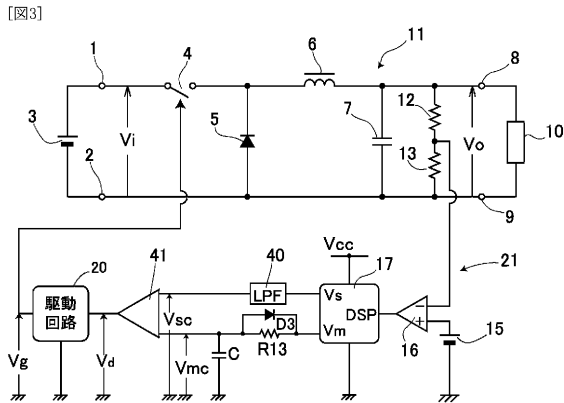 [図3]
11
1
4
6
8
12
3
Vi
5
7
Vo
10
13
2
9
Vcc
17
21
20
41
40
駆動
回路
LPF
Vs
DSP
−
+
16
15
Vsc
D3
Vm
R13
C
Vg
Vd
Vmc